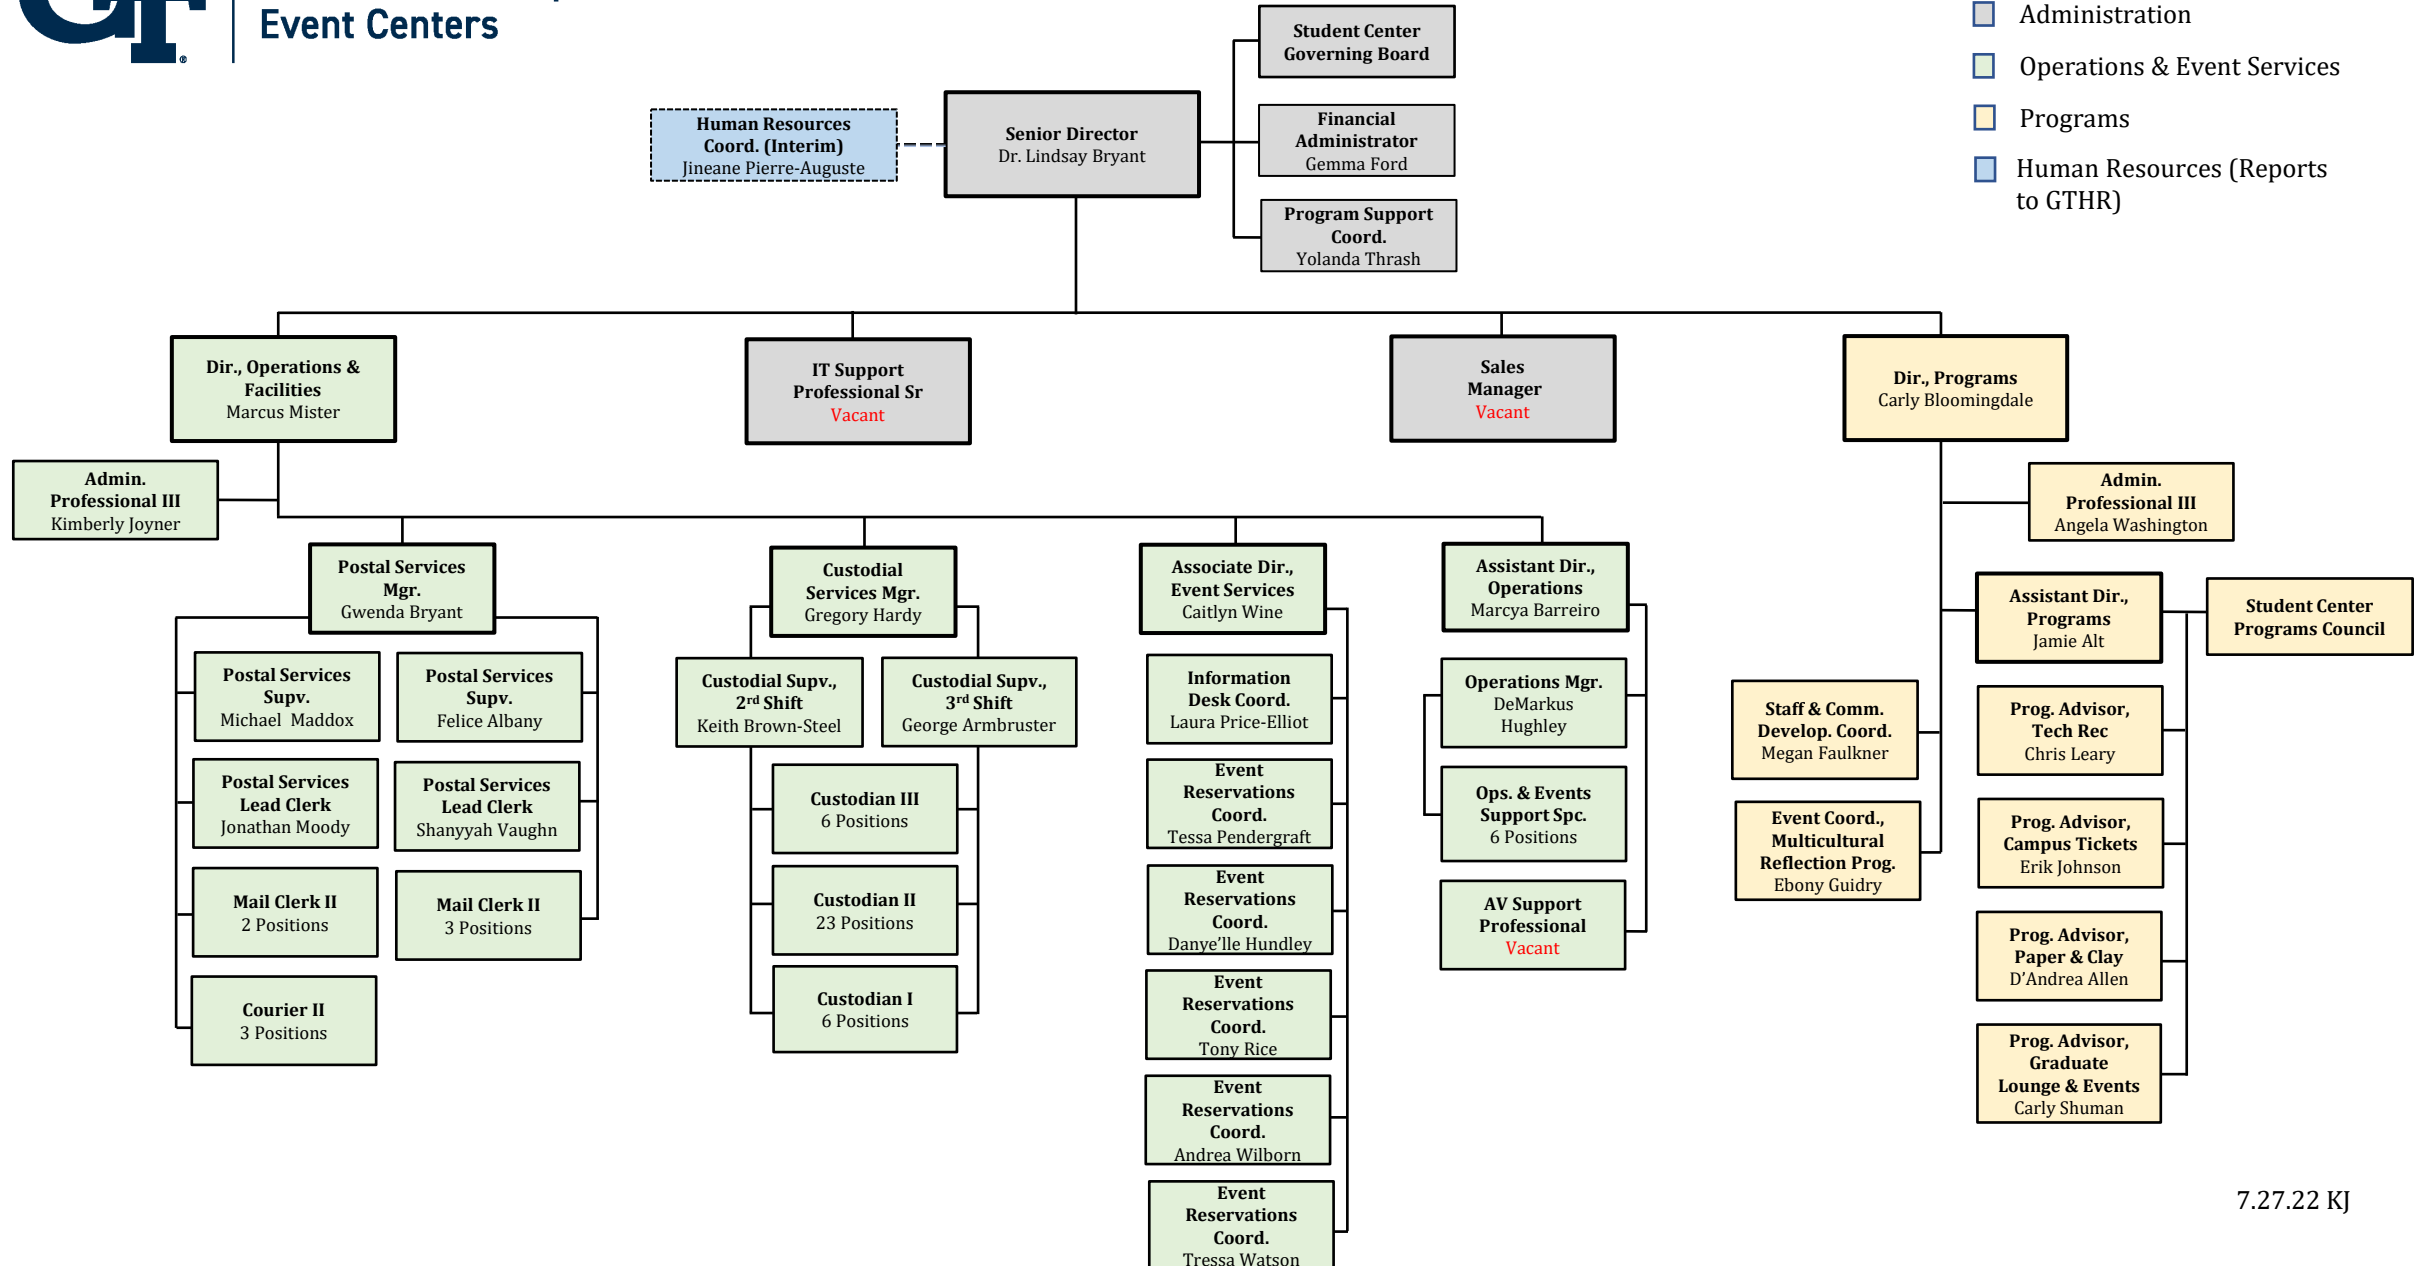 Event Centers
Administration
Operations & Event Services
Programs
Human Resources (Reports
to GTHR)
Student Center
Governing Board
Human Resources
Coord. (Interim)
Jineane Pierre-Auguste
Senior Director
Dr. Lindsay Bryant
Financial
Administrator
Gemma Ford
Program Support
Coord.
Yolanda Thrash
Dir., Operations &
Facilities
Marcus Mister
IT Support
Professional Sr
Vacant
Sales
Manager
Vacant
Dir., Programs
Carly Bloomingdale
Admin.
Professional III
Kimberly Joyner
Admin.
Professional III
Angela Washington
Postal Services
Mgr.
Gwenda Bryant
Custodial
Services Mgr.
Gregory Hardy
Associate Dir.,
Event Services
Caitlyn Wine
Assistant Dir.,
Operations
Marcya Barreiro
Assistant Dir.,
Programs
Jamie Alt
Student Center
Programs Council
Postal Services
Supv.
Michael  Maddox
Postal Services
Supv.
Felice Albany
Postal Services
Lead Clerk
Jonathan Moody
Postal Services
Lead Clerk
Shanyyah Vaughn
Mail Clerk II
2 Positions
Mail Clerk II
3 Positions
Courier II
3 Positions
Custodial Supv.,
2rd Shift
Keith Brown-Steel
Custodial Supv.,
3rd Shift
George Armbruster
Custodian III
6 Positions
Custodian II
23 Positions
Custodian I
6 Positions
Information
Desk Coord.
Laura Price-Elliot
Event
Reservations
Coord.
Tessa Pendergraft
Event
Reservations
Coord.
Danye’lle Hundley
Event
Reservations
Coord.
Tony Rice
Event
Reservations
Coord.
Andrea Wilborn
Event
Reservations
Coord.
Tressa Watson
Operations Mgr.
DeMarkus
Hughley
Ops. & Events
Support Spc.
6 Positions
AV Support
Professional
Vacant
Staff & Comm.
Develop. Coord.
Megan Faulkner
Event Coord.,
Multicultural
Reflection Prog.
Ebony Guidry
Prog. Advisor,
Tech Rec
Chris Leary
Prog. Advisor,
Campus Tickets
Erik Johnson
Prog. Advisor,
Paper & Clay
D’Andrea Allen
Prog. Advisor,
Graduate
Lounge & Events
Carly Shuman
7.27.22 KJ